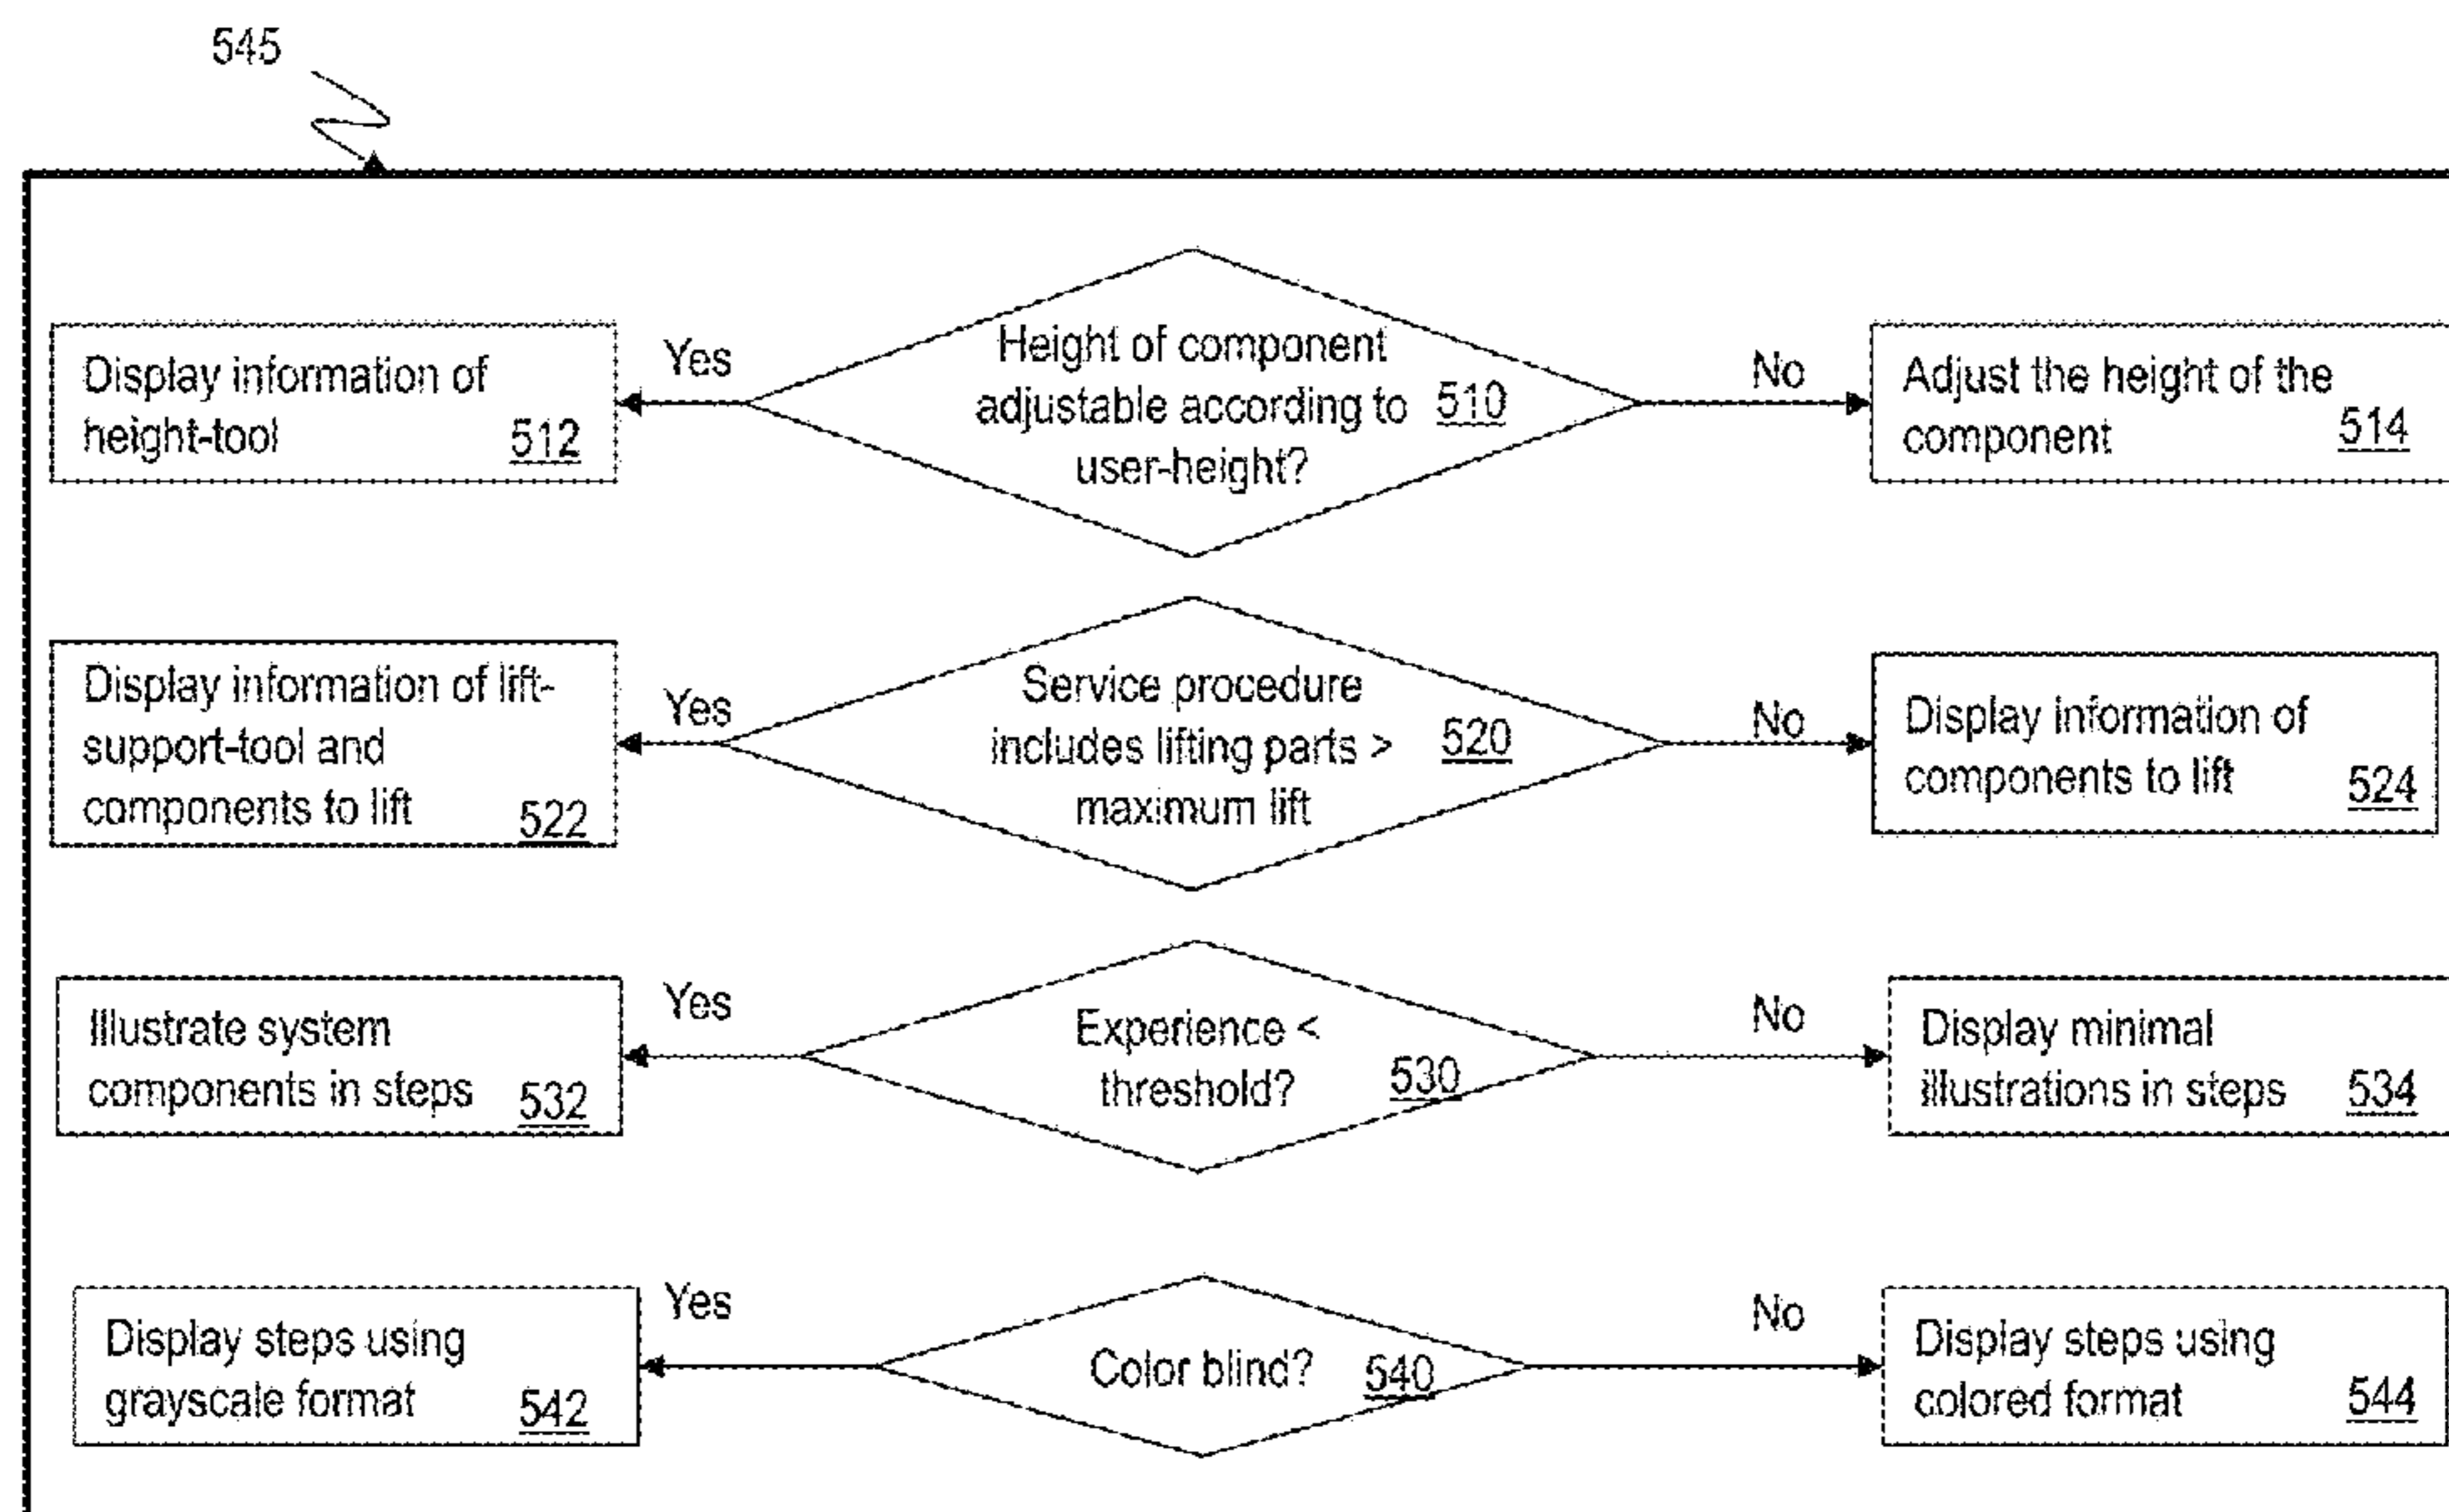 545
Display information of
height-tool 512
Yes
Height of component
adjustable according to 510
user-height?
No
Adjust the height of the
component 514
Display information of lift-
support-tool and
components to lift 522
Yes
Service procedure
includes lifting parts > 520
maximum lift
No
Display information of
components to lift 524
Illustrate system
components in steps 532
Yes
Experience <
threshold? 530
No
Display minimal
illustrations in steps 534
Display steps using
grayscale format 542
Yes
Color blind? 540
No
Display steps using
colored format 544